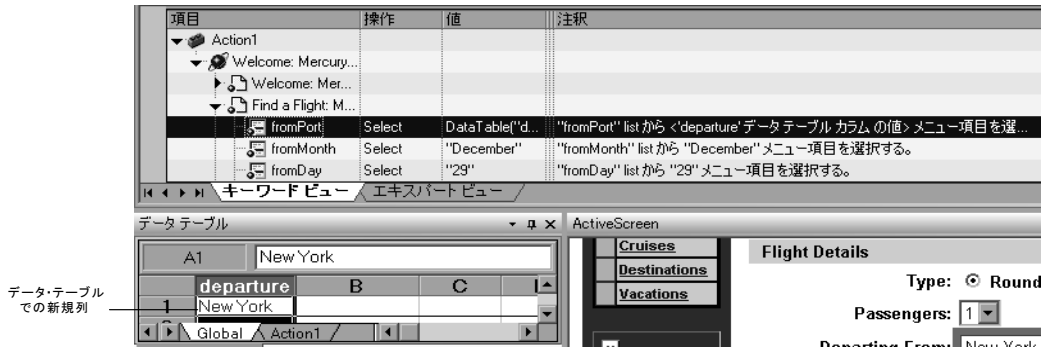 項目 操作 値 注釈
Action1
Welcome: Mercury...
Welcome: Mer...
Find a Flight: M...
fromPort Select DataTable("d... "fromPort" list から <'departure' データ テーブル カラム の値> メニュー項目を選...
fromMonth Select "December" "fromMonth" list から "December" メニュー項目を選択する。
fromDay Select "29" "fromDay" list から "29" メニュー項目を選択する。
キーワード ビュー エキスパート ビュー
データ テーブル
A1 New York
departure B C
1 New York
Global Action1
データ・テーブル
での新規列
ActiveScreen
Cruises
Destinations
Vacations
Flight Details
Type: Round
Passengers: 1
Departing From: New York